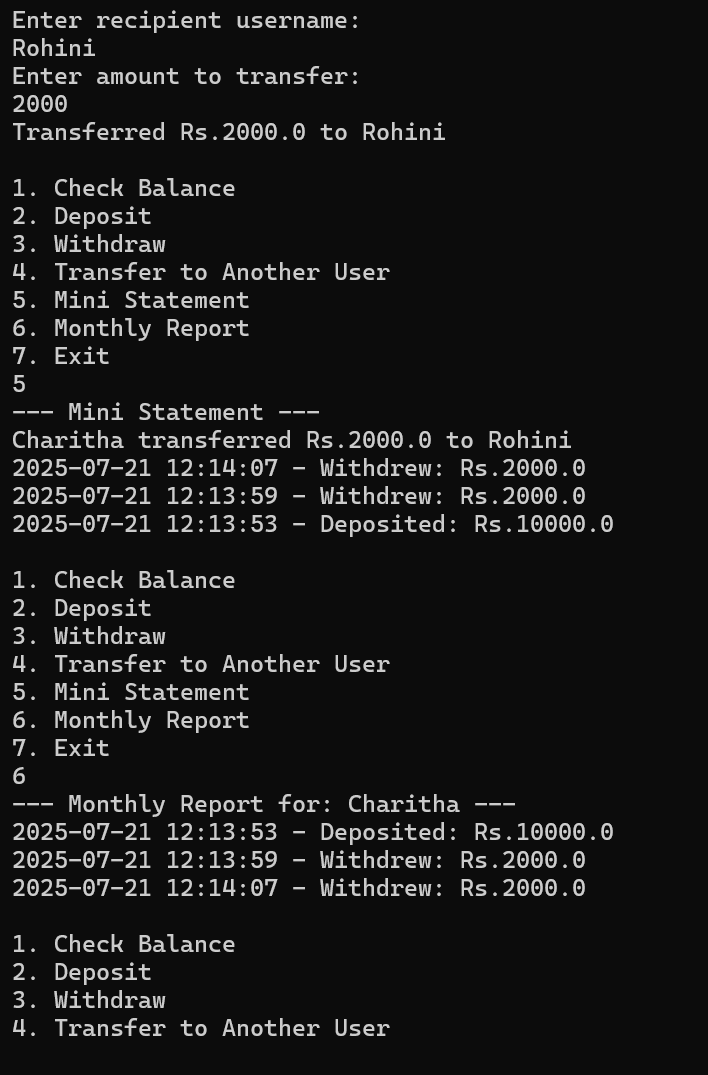 Enter recipient username:
Rohini
Enter amount to transfer:
2000
Transferred Rs.2000.0 to Rohini
1. Check Balance
2. Deposit
3. Withdraw
4. Transfer to Another User
5. Mini Statement
6. Monthly Report
7. Exit
5
--- Mini Statement ---
Charitha transferred Rs.2000.0 to Rohini
2025-07-21 12:14:07 - Withdrew: Rs.2000.0
2025-07-21 12:13:59 - Withdrew: Rs.2000.0
2025-07-21 12:13:53 - Deposited: Rs.10000.0
1. Check Balance
2. Deposit
3. Withdraw
4. Transfer to Another User
5. Mini Statement
6. Monthly Report
7. Exit
6
--- Monthly Report for: Charitha ---
2025-07-21 12:13:53 - Deposited: Rs.10000.0
2025-07-21 12:13:59 - Withdrew: Rs.2000.0
2025-07-21 12:14:07 - Withdrew: Rs.2000.0
1. Check Balance
2. Deposit
3. Withdraw
4. Transfer to Another User